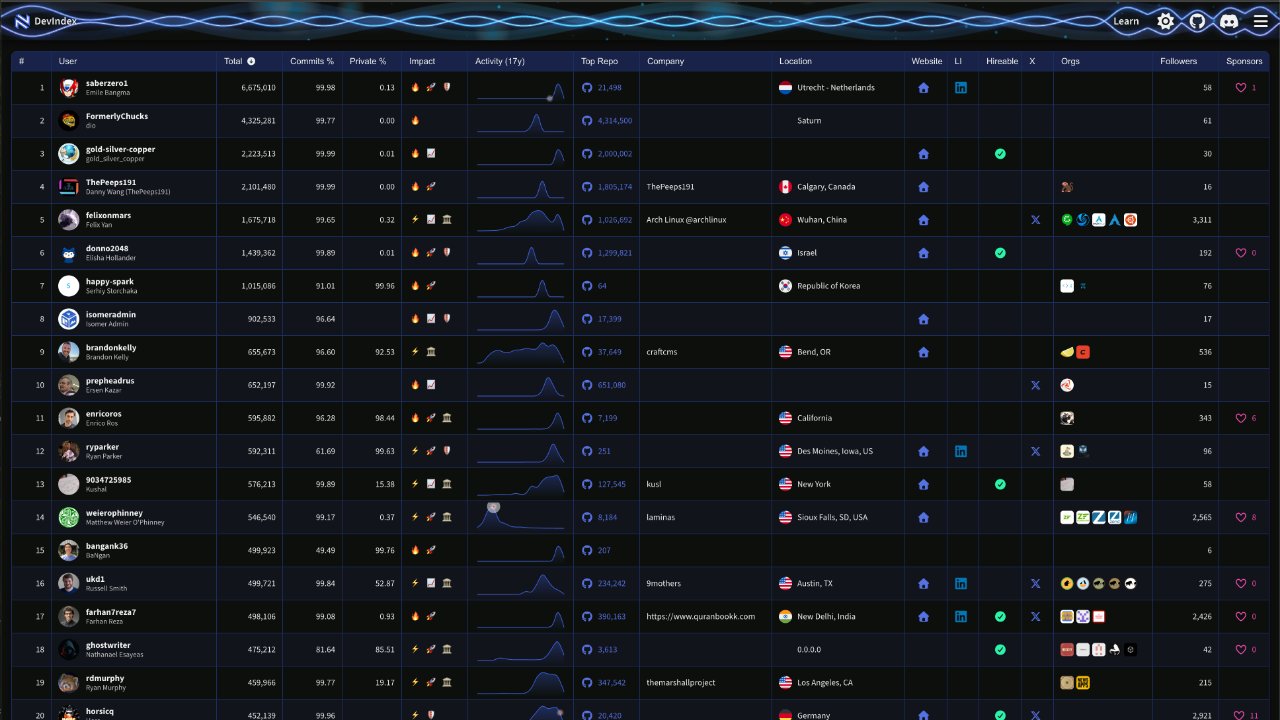 DevIndex Learn
# User Total Commits % Private % Impact Activity (17y) Top Repo Company Location Website LI Hireable X Orgs Followers Sponsors
1 saberzero1 21,498 Utrecht - Netherlands 58 1
Emile Bangma 99.98 0.13
2 FormerlyChucks 4,325,281 99.77 0.00 4,314,500 Saturn 61
dio
3 gold-silver-copper 2,223,513 99.99 0.01 2,000,002 30
gold_silver_copper
4 ThePeeps191 2,101,480 99.99 0.00 1,805,174 ThePeeps191 Calgary, Canada 16
Danny Wang (ThePeeps191)
5 felixonmars 1,675,718 99.65 0.32 1,026,692 Arch Linux @archlinux Wuhan, China 3,311
Felix Yan
6 donno2048 1,439,362 99.89 0.01 1,299,821 Israel 192 0
Elisha Hollander
7 happy-spark 1,015,086 91.01 99.96 S 64 Republic of Korea 76
Serhiy Storchaka
8 isomeradmin 902,533 96.64 17,399 17
Isomer Admin
9 brandonkelly 655,673 96.60 92.53 37,649 craftcms Bend, OR 536
Brandon Kelly
10 prepheadrus 652,197 99.92 651,080 15
Ersen Kazar
11 enricoros 595,882 96.28 98.44 7,199 California 343 6
Enrico Ros
12 ryparker 592,311 61.69 99.63 251 Des Moines, Iowa, US 96
Ryan Parker
13 9034725985 576,213 99.89 15.38 127,545 kusl New York 58
Kushal
14 weierophinney 546,540 99.17 0.37 8,184 laminas Sioux Falls, SD, USA 2,565 8
Matthew Weier O'Phinney
15 bangank36 499,923 49.49 99.76 207 6
BaNgan
16 ukd1 499,721 99.84 52.87 234,242 9mothers Austin, TX 275 0
Russell Smith
17 farhan7reza7 498,106 99.08 0.93 390,163 https://www.quranbookk.com New Delhi, India 2,426 0
Farhan Reza
18 ghostwriter 475,212 81.64 85.51 3,613 0.0.0.0 42 0
Nathanael Esayeas
19 rdmurphy 459,966 99.77 19.17 347,542 themarshallproject Los Angeles, CA 215
Ryan Murphy
20 horsicq 452,139 99.96 20,420 Germany 2,921 11